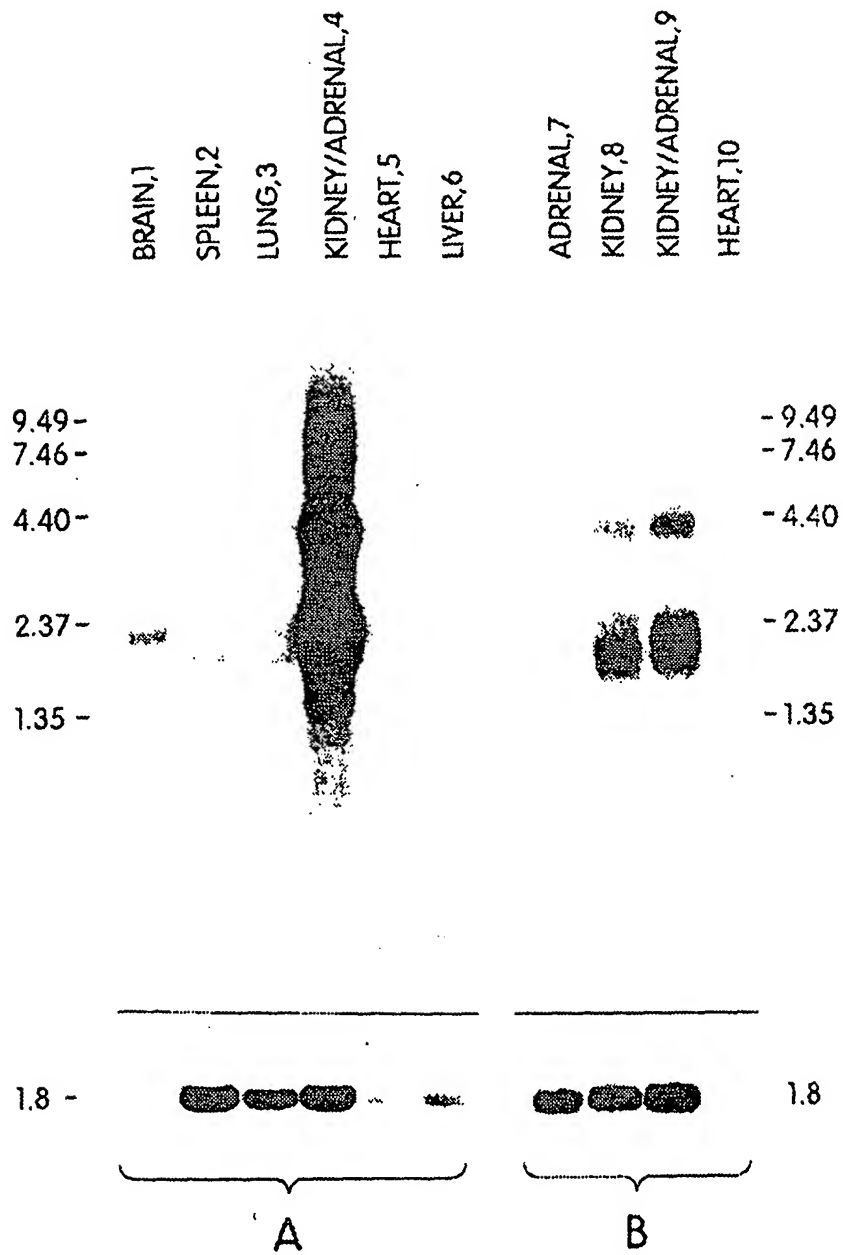 BRAIN,1
SPLEEN,2
LUNG,3
KIDNEY/ADRENAL,4
HEART,5
LIVER,6
ADRENAL,7
KIDNEY,8
KIDNEY/ADRENAL,9
HEART,10
9.49-
7.46-
4.40-
2.37-
1.35-
-9.49
-7.46
-4.40
-2.37
-1.35
1.8 -
1.8
A
B